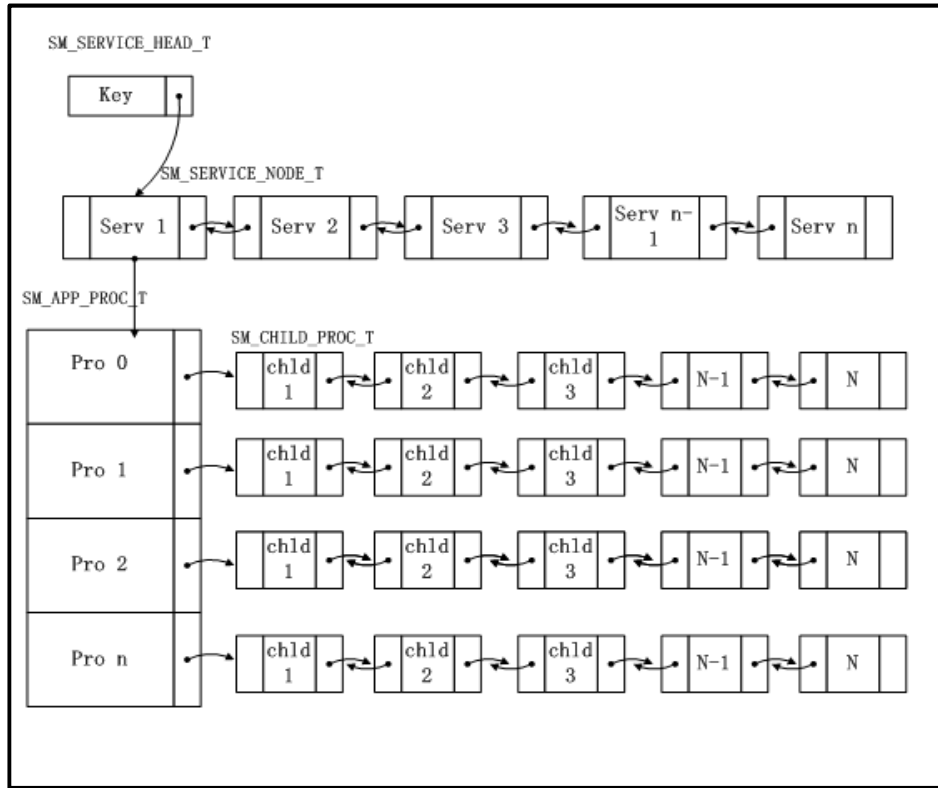 SM_SERVICE_HEAD_T
Key
SM_SERVICE_NODE_T
Serv 1
Serv 2
Serv 3
Serv n-
1
Serv n
SM_APP_PROC_T
SM_CHILD_PROC_T
Pro 0
chld
1
chld
2
chld
3
N-1
N
Pro 1
chld
1
chld
2
chld
3
N-1
N
Pro 2
chld
1
chld
2
chld
3
N-1
N
Pro n
chld
1
chld
2
chld
3
N-1
N